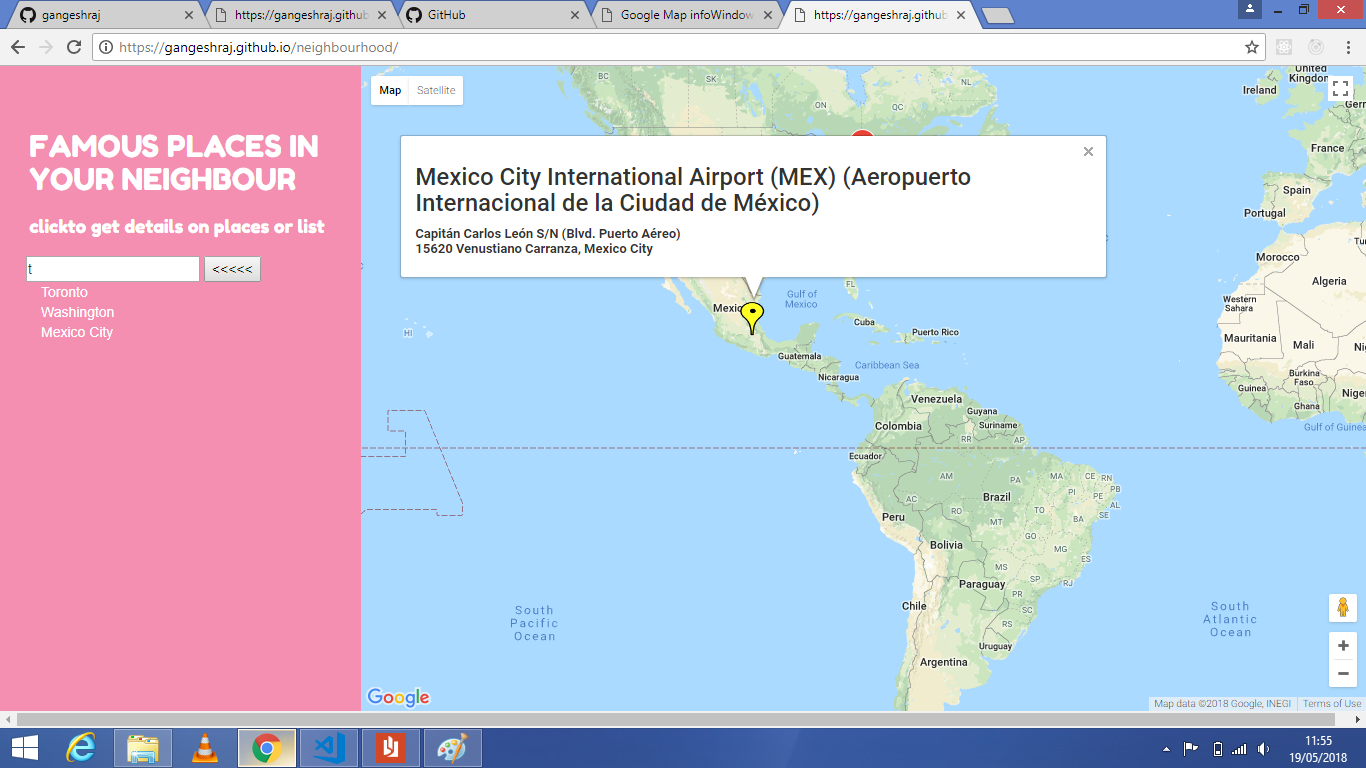 gangeshraj
https://gangeshraj.github
GitHub
Google Map infoWindow
https://gangeshraj.github
https://gangeshraj.github.io/neighbourhood/
FAMOUS PLACES IN
YOUR NEIGHBOUR
clickto get details on places or list
t
<<<<<
Toronto
Washington
Mexico City
Map Satellite
Mexico City International Airport (MEX) (Aeropuerto
Internacional de la Ciudad de México)
Capitán Carlos León S/N (Blvd. Puerto Aéreo)
15620 Venustiano Carranza, Mexico City
BC
SK
NL
ON
QC
United
Kingdom
Ireland
France
Spain
Portugal
Morocco
Algeria
Western
Sahara
Mauritania
Mali
Burkina
Faso
Guinea
Ghana
Gulf of Guinea
HI
Gulf of
Mexico
FL
Cuba
Puerto Rico
Guatemala
Caribbean Sea
Nicaragua
Venezuela
Guyana
Colombia
Suriname
RR
AP
Ecuador
AM
PA
MA
CE
RN
PB
PI
PE
AL
AC
Brazil
TO
SE
RO
Peru
MT
BA
GO
Bolivia
MG
ES
MS
SP
RJ
Paraguay
PR
SC
Chile
RS
Uruguay
Argentina
South
Pacific
Ocean
South
Atlantic
Ocean
Google
Map data ©2018 Google, INEGI
Terms of Use
11:55
19/05/2018